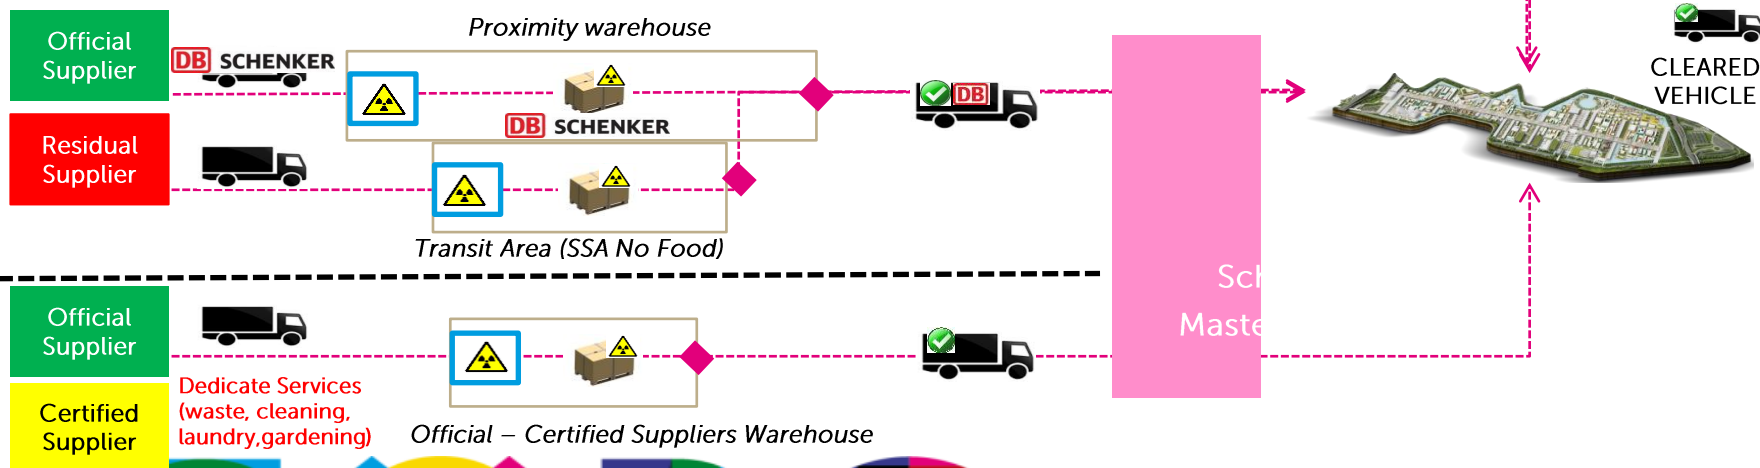 Proximity warehouse
Official
Supplier
DB SCHENKER
CLEARED
VEHICLE
DB
DB SCHENKER
Residual
Supplier
Transit Area (SSA No Food)
Official
Supplier
Dedicate Services
(waste, cleaning,
laundry,gardening)
Certified
Supplier
Official – Certified Suppliers Warehouse